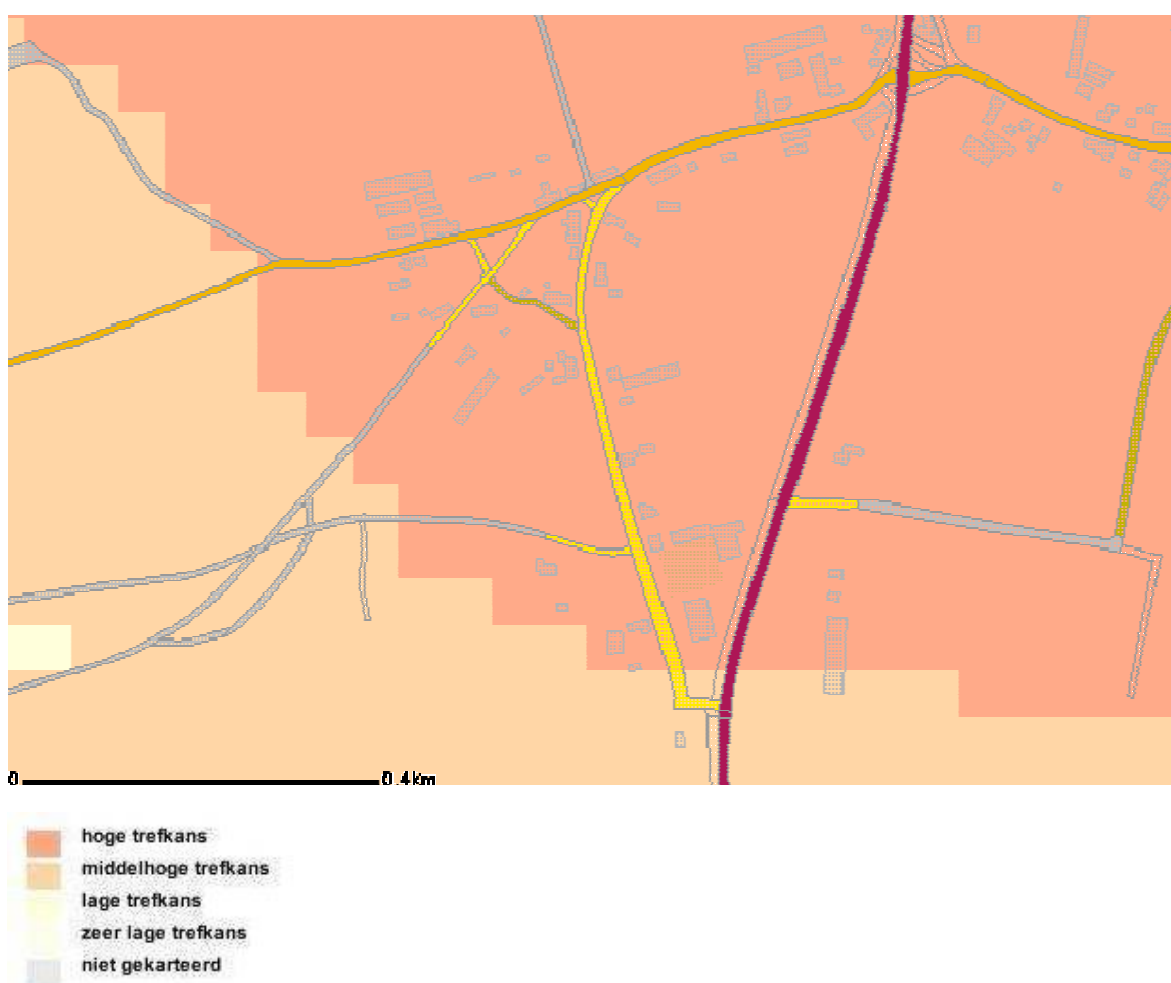 0 0.4km
hoge trefkans
middelhoge trefkans
lage trefkans
zeer lage trefkans
niet gekarteerd